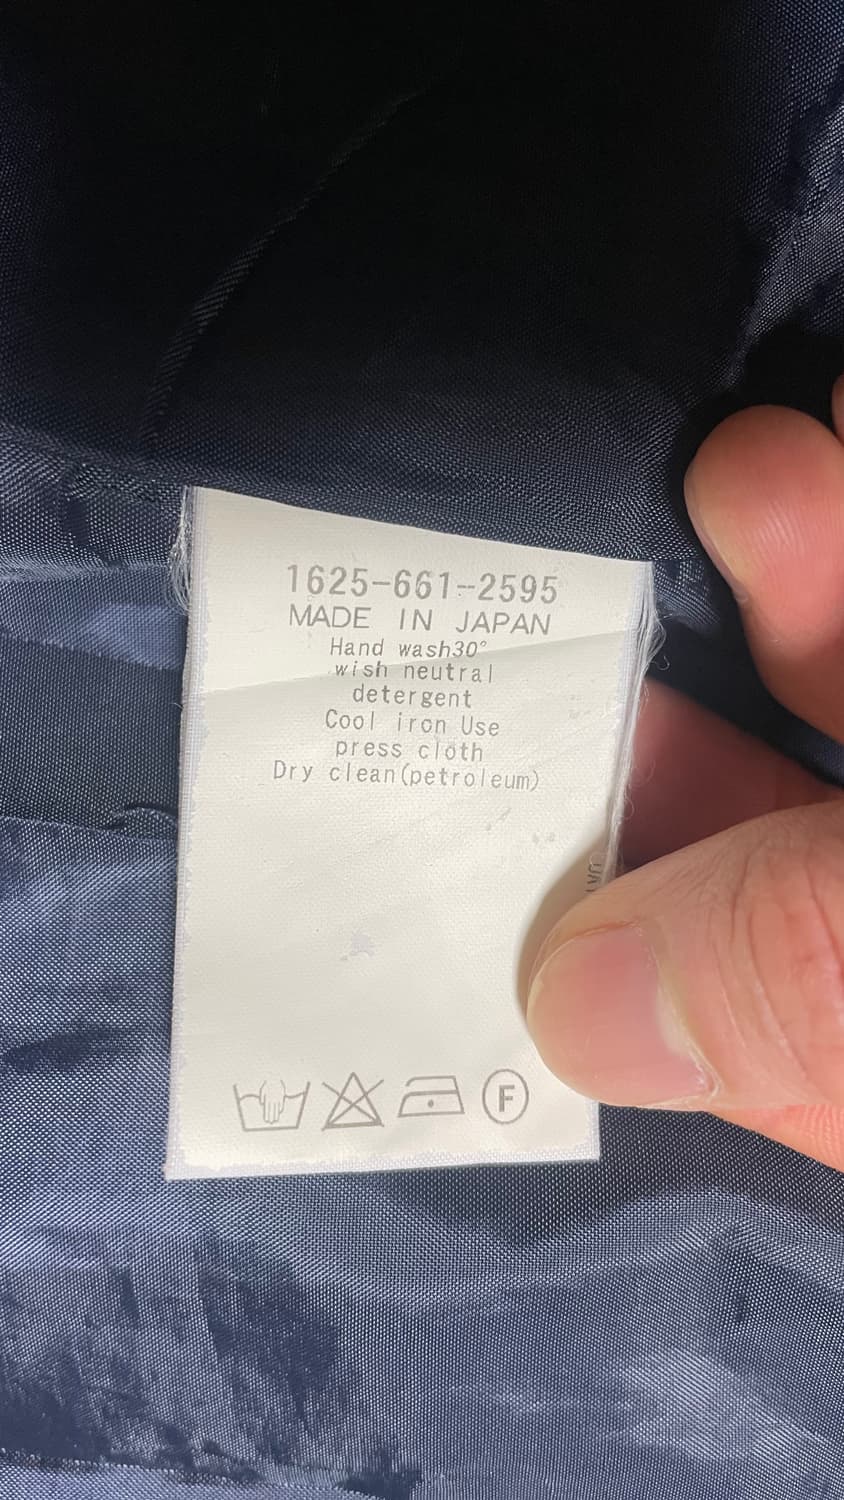 1625-661-2595
MADE IN JAPAN
Hand wash30°
wish neutral
detergent
Cool iron Use
press cloth
Dry clean(petroleum)
F